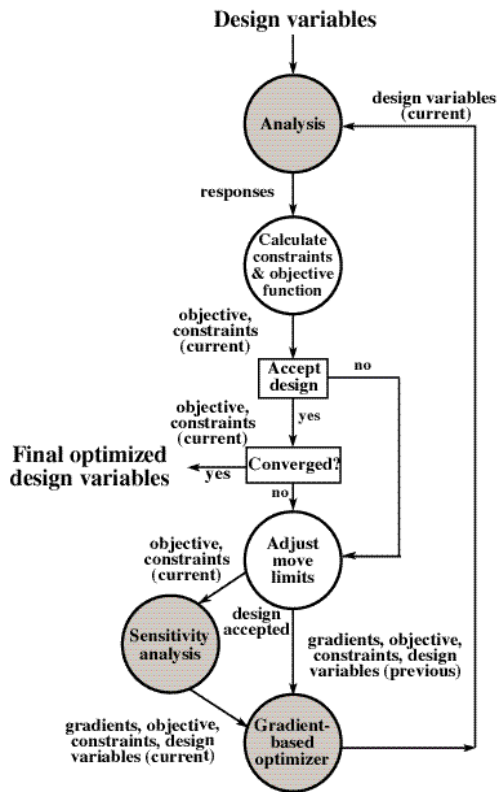 Design variables
design variables
(current)
Analysis
responses
Calculate
constraints
& objective
function
objective,
constraints
(current)
Accept
design
no
yes
objective,
constraints
(current)
Converged?
yes
Final optimized
design variables
no
Adjust
move
limits
objective,
constraints
(current)
design
accepted
Sensitivity
analysis
gradients, objective,
constraints, design
variables (previous)
gradients, objective,
constraints, design
variables (current)
Gradient-
based
optimizer